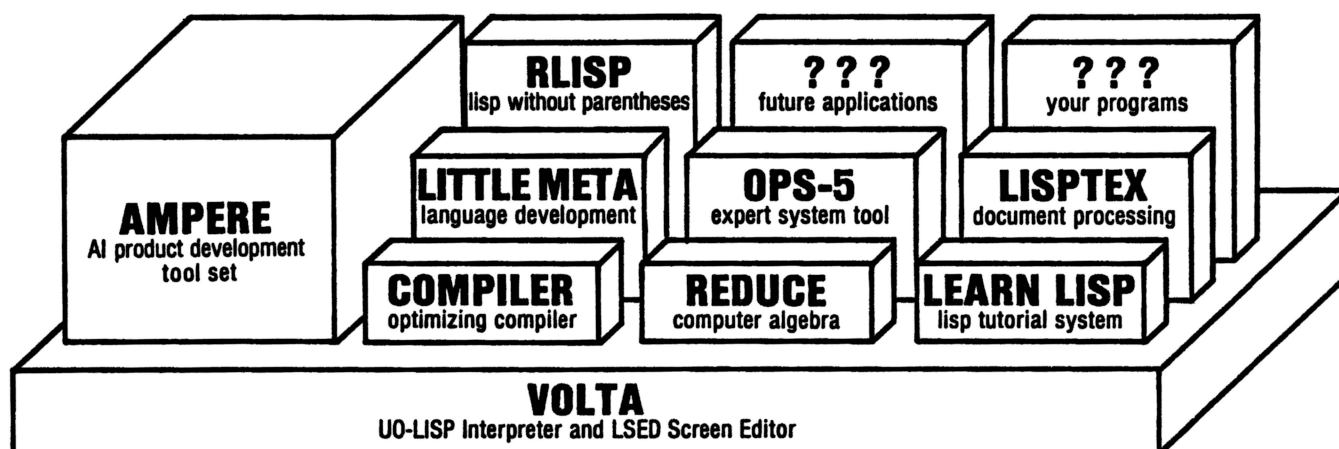 RLISP
lisp without parentheses
? ? ?
future applications
? ? ?
your programs
AMPERE
AI product development
tool set
LITTLE META
language development
OPS-5
expert system tool
LISPTEX
document processing
COMPILER
optimizing compiler
REDUCE
computer algebra
LEARN LISP
lisp tutorial system
VOLTA
UO-LISP Interpreter and LSED Screen Editor